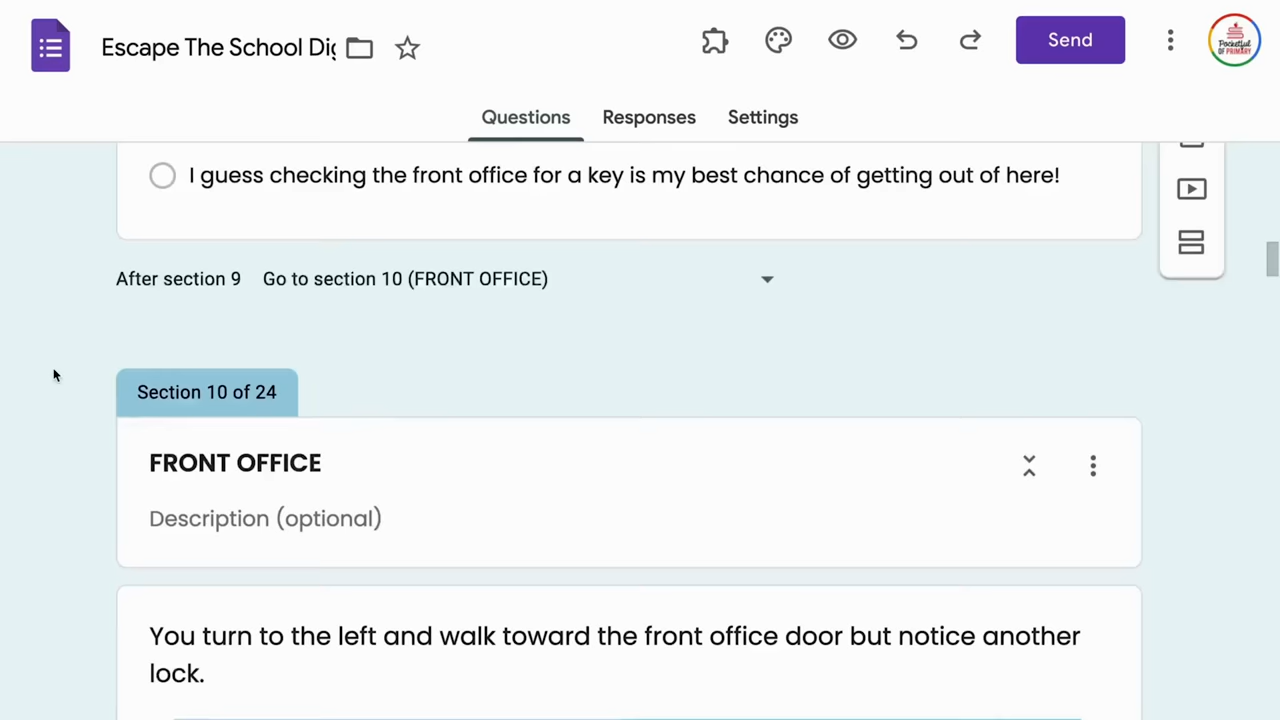 Escape The School Dig
Send
Pocketful
OF PRIMARY
Questions
Responses
Settings
I guess checking the front office for a key is my best chance of getting out of here!
After section 9
Go to section 10 (FRONT OFFICE)
Section 10 of 24
FRONT OFFICE
Description (optional)
You turn to the left and walk toward the front office door but notice another
lock.